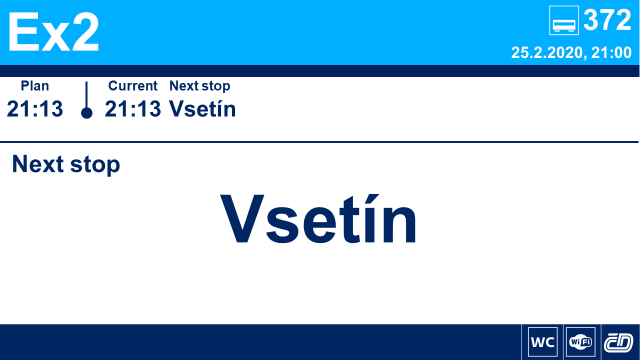 Ex2
372
25.2.2020, 21:00
Plan Current Next stop
21:13 21:13 Vsetín
Next stop
Vsetín
WC WiFi ČD